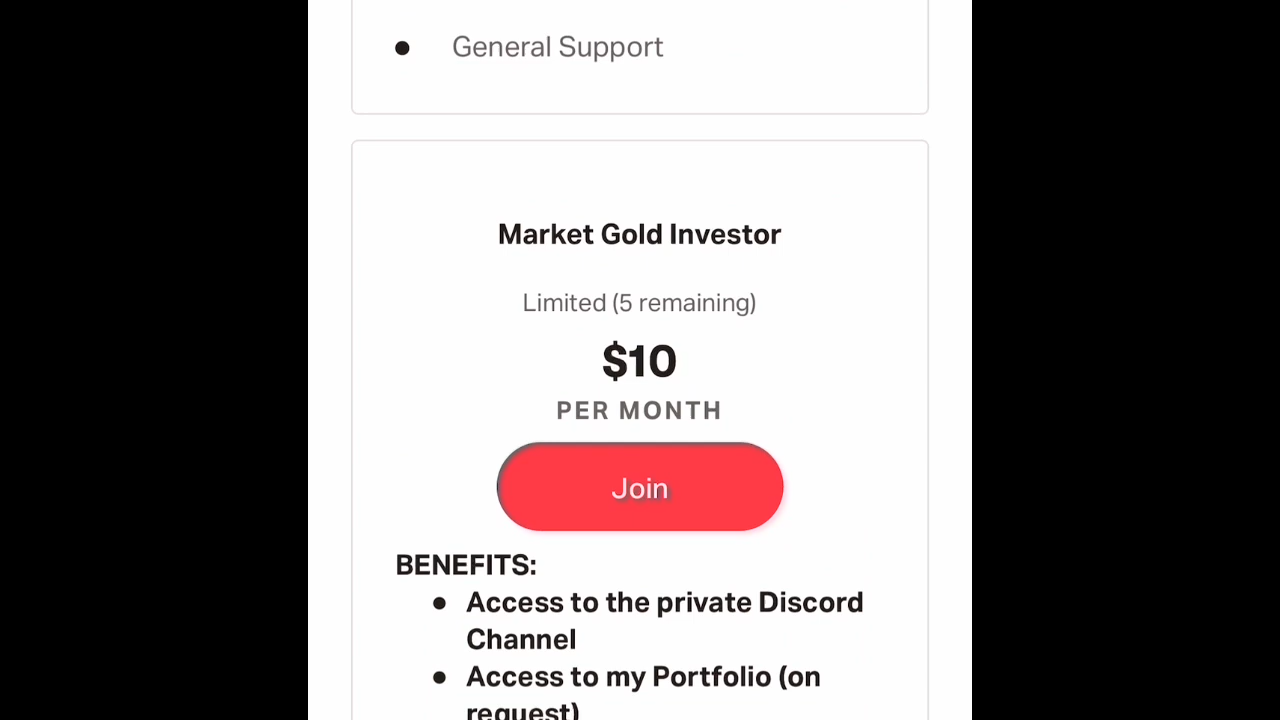 General Support
Market Gold Investor
Limited (5 remaining)
$10
PER MONTH
Join
BENEFITS:
Access to the private Discord
Channel
Access to my Portfolio (on
request)